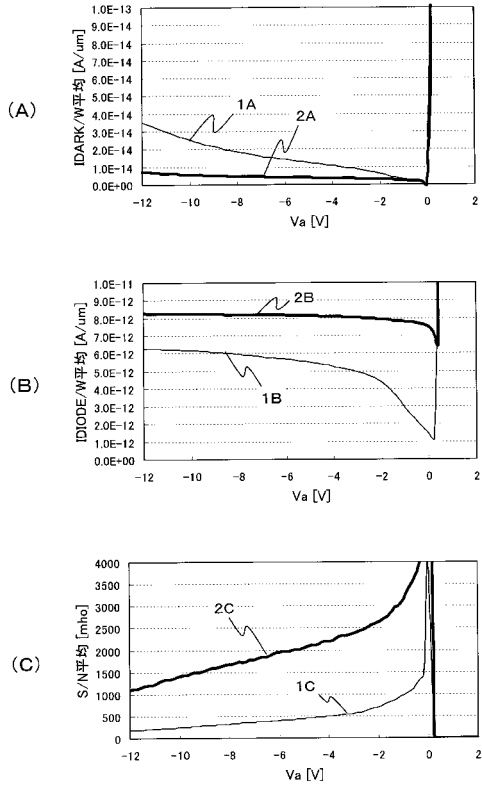 (A)
IDARK/W平均 [A/um]
1.0E-13
9.0E-14
8.0E-14
7.0E-14
6.0E-14
5.0E-14
4.0E-14
3.0E-14
2.0E-14
1.0E-14
0.0E+00
1A
2A
-12 -10 -8 -6 -4 -2 0 2
Va [V]
(B)
IDIODE/W平均 [A/um]
1.0E-11
9.0E-12
8.0E-12
7.0E-12
6.0E-12
5.0E-12
4.0E-12
3.0E-12
2.0E-12
1.0E-12
0.0E+00
2B
1B
-12 -10 -8 -6 -4 -2 0 2
Va [V]
(C)
S/N平均 [mho]
4000
3500
3000
2500
2000
1500
1000
500
0
2C
1C
-12 -10 -8 -6 -4 -2 0 2
Va [V]